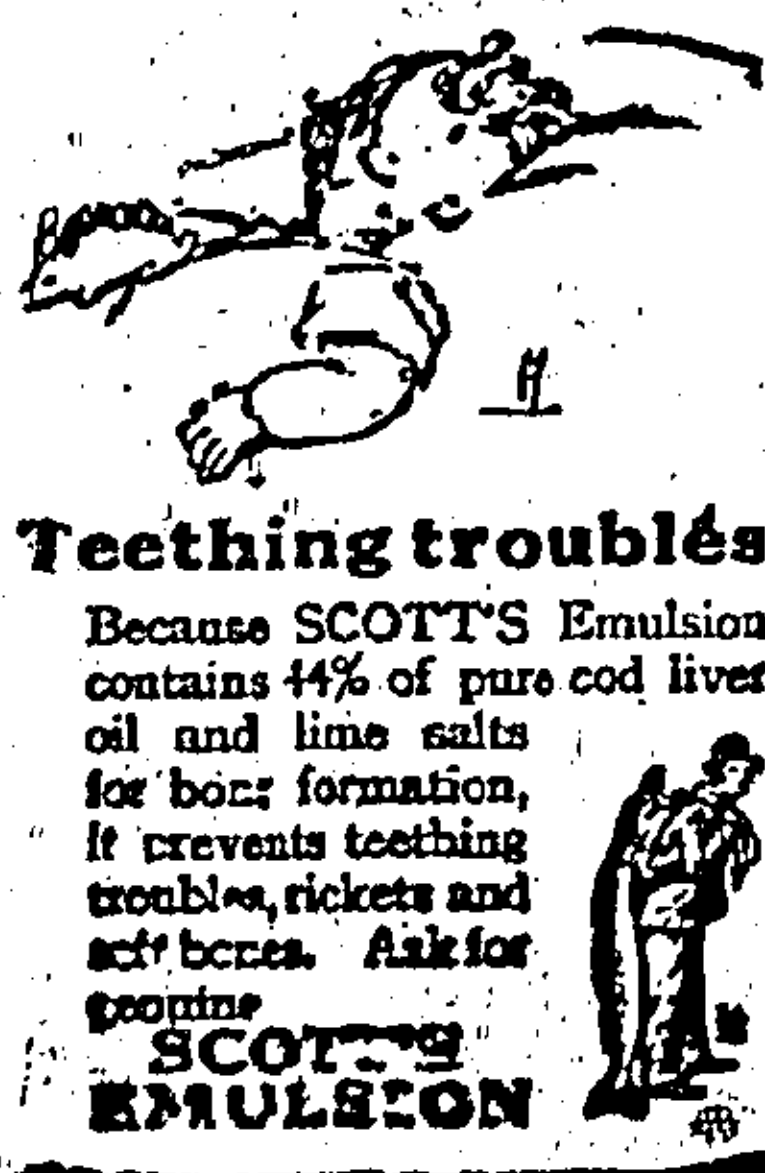 Teething troubles
Because SCOTT'S Emulsion
contains 44% of pure cod liver
oil and lime salts
for bone formation,
it prevents teething
troubles, rickets and
soft bones. Ask for
genuine
SCOTT'S
EMULSION